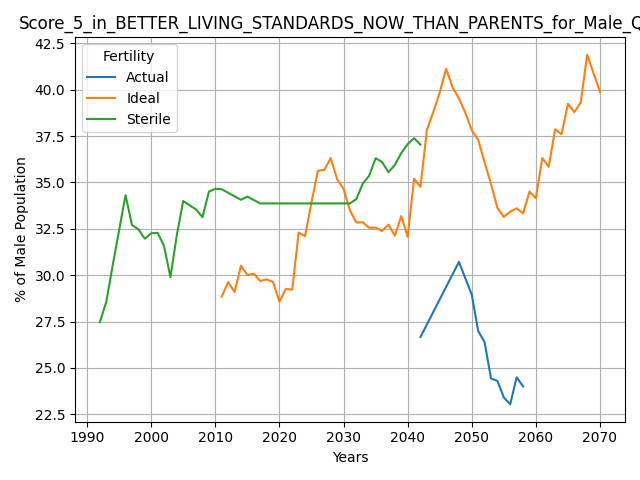 Score_5_in_BETTER_LIVING_STANDARDS_NOW_THAN_PARENTS_for_Male_Q
Fertility
Actual
Ideal
Sterile
% of Male Population
42.5
40.0
37.5
35.0
32.5
30.0
27.5
25.0
22.5
1990 2000 2010 2020 2030 2040 2050 2060 2070
Years